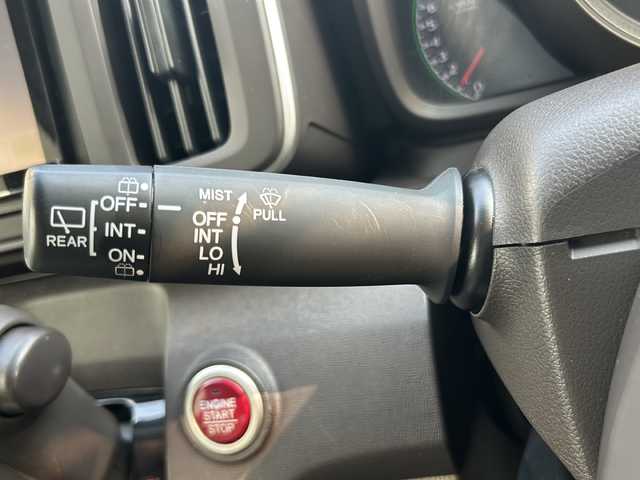 OFF
INT
ON
REAR
MIST
OFF
INT
LO
HI
PULL
ENGINE
START
STOP